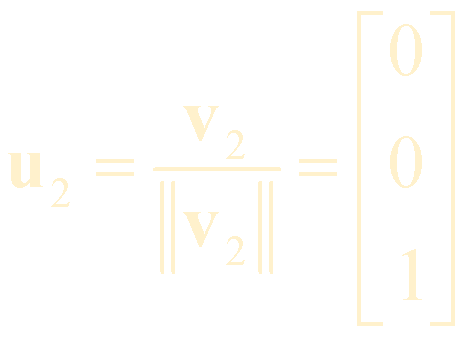 u₂ = v₂ / ‖v₂‖ = [0 0 1]